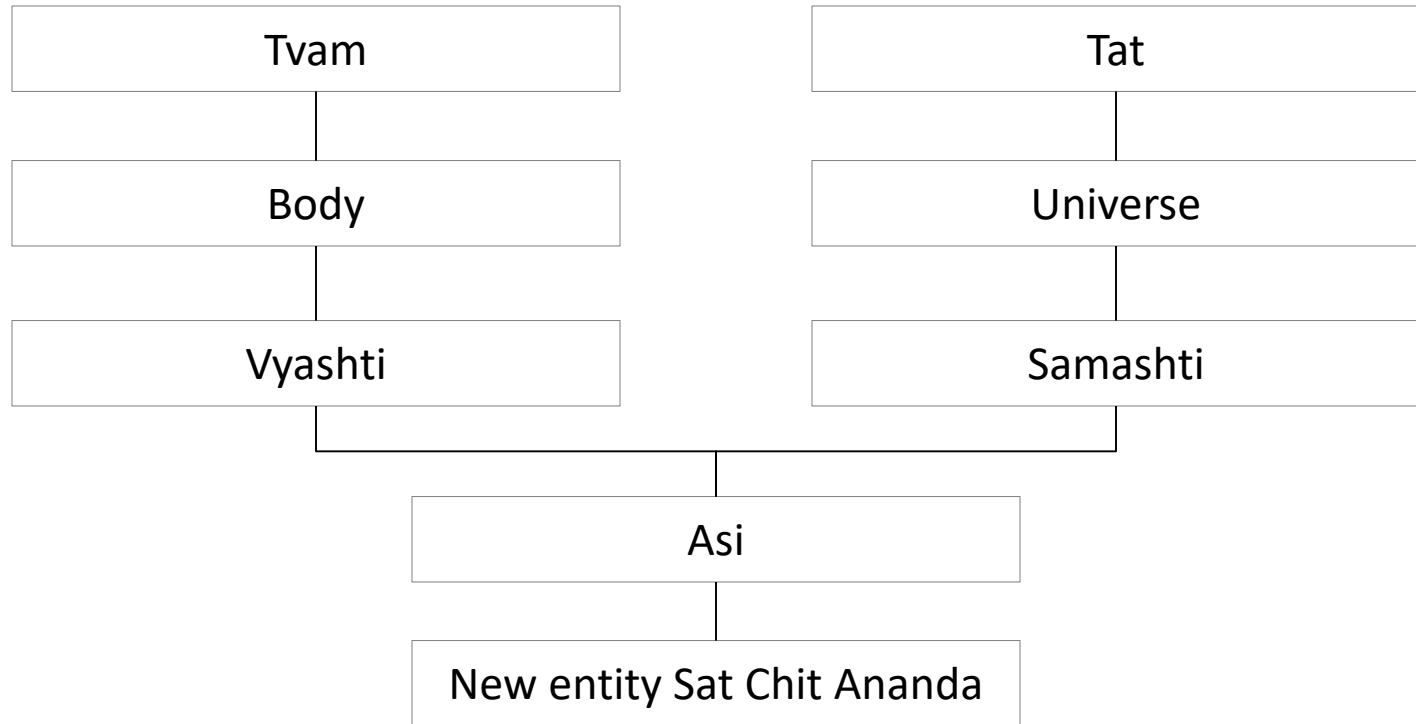 Tvam
Tat
Body
Universe
Vyashti
Samashti
Asi
New entity Sat Chit Ananda